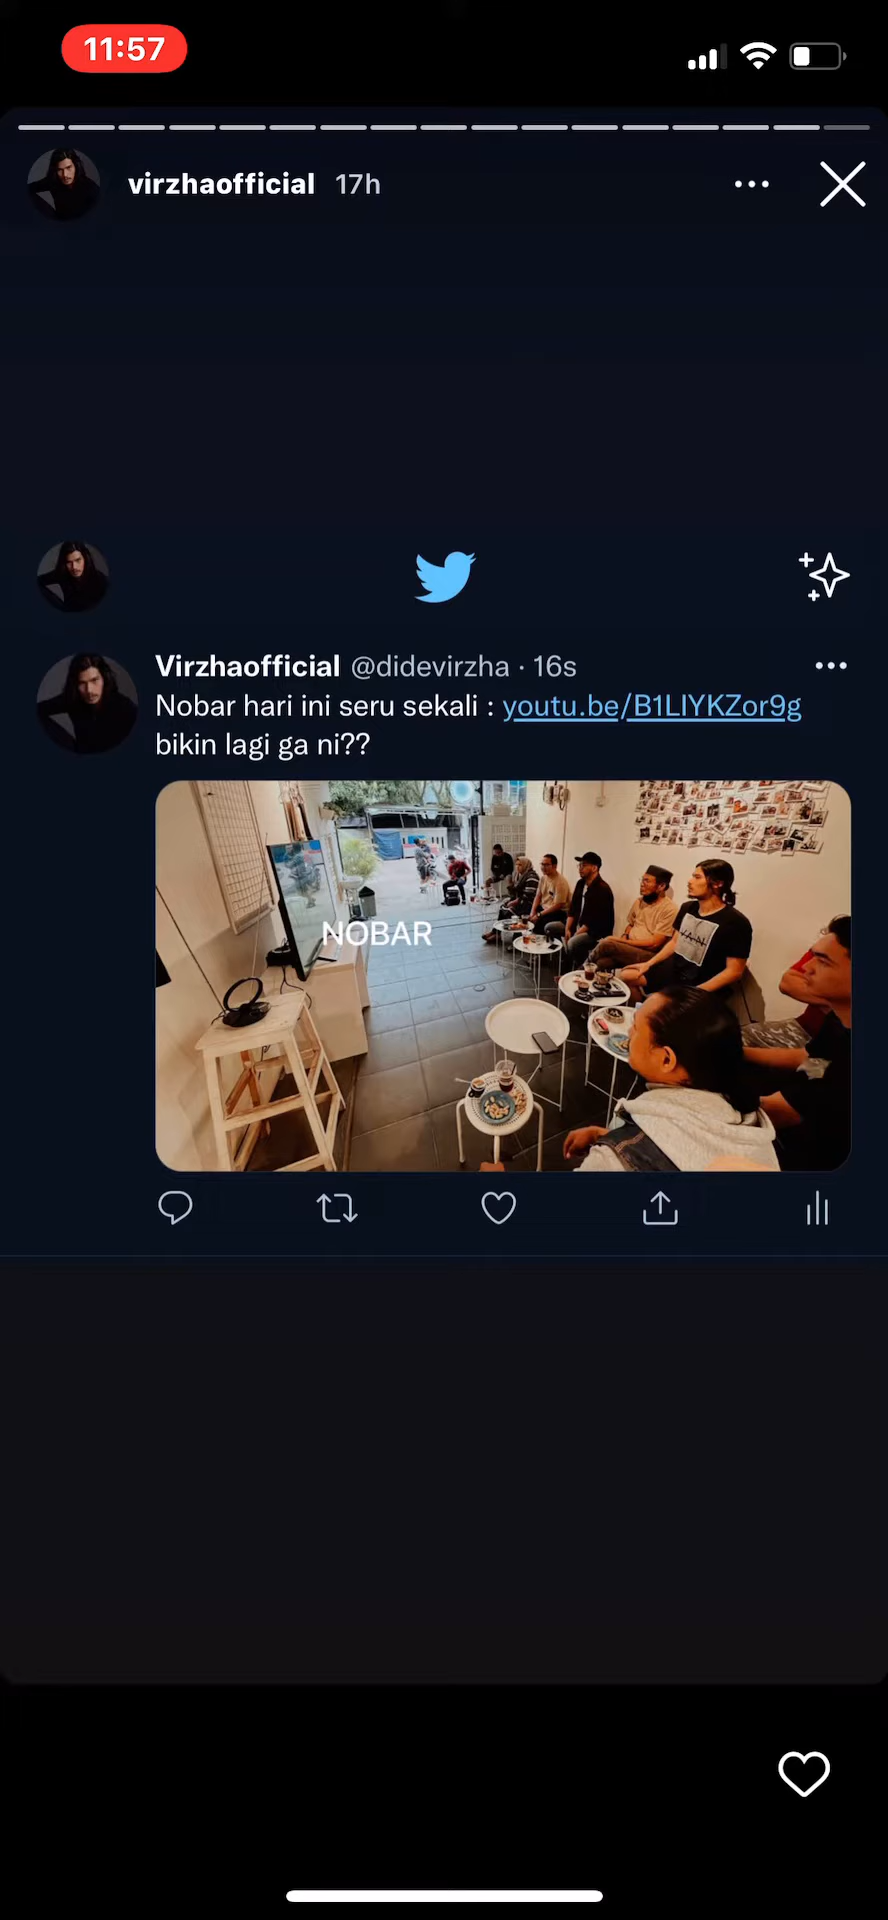 11:57
virzhaofficial 17h
Virzhaofficial @didevirzha · 16s
Nobar hari ini seru sekali : youtu.be/B1LIYKZor9g
bikin lagi ga ni??
NOBAR